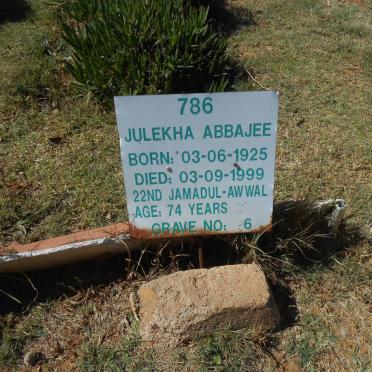 786
JULEKHA ABBAJEE
BORN: 03-06-1925
DIED: 03-09-1999
22ND JAMADUL-AWWAL
AGE: 74 YEARS
GRAVE NO: 6